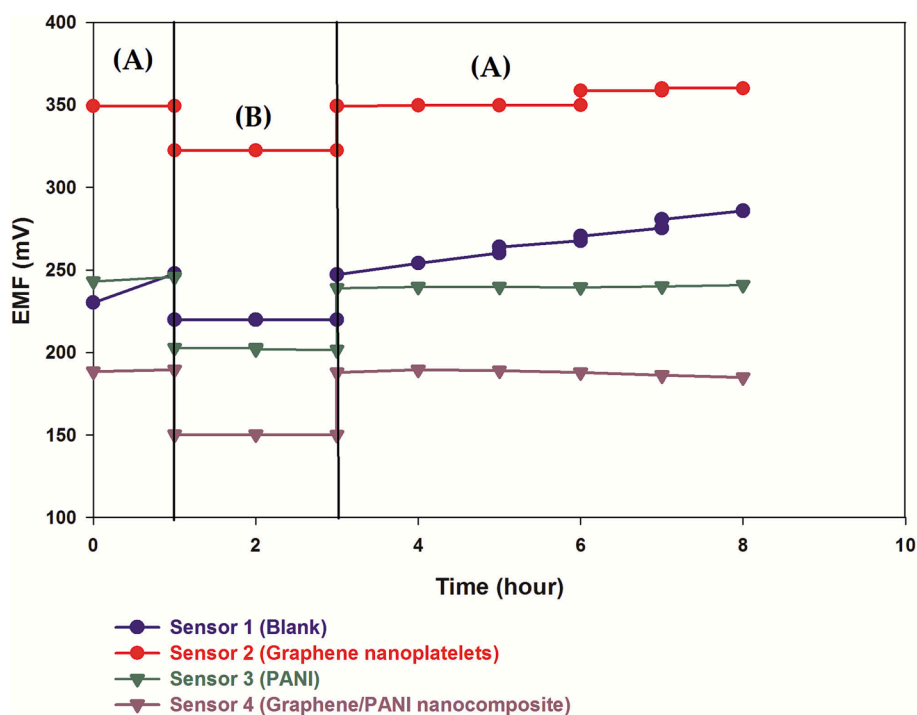 400
(A)
(A)
350
(B)
300
EMF (mV)
250
200
150
100
0 2 4 6 8 10
Time (hour)
Sensor 1 (Blank)
Sensor 2 (Graphene nanoplatelets)
Sensor 3 (PANI)
Sensor 4 (Graphene/PANI nanocomposite)